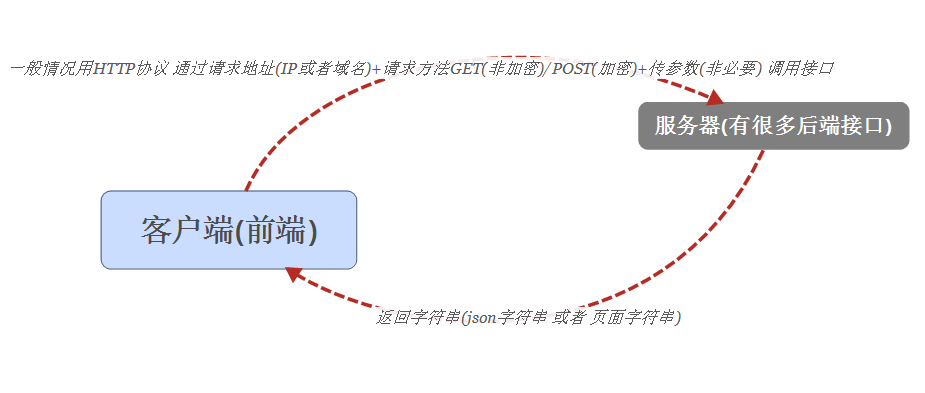 一般情况用HTTP协议 通过请求地址(IP或者域名)+请求方法GET(非加密)/POST(加密)+传参数(非必要) 调用接口
服务器(有很多后端接口)
客户端(前端)
返回字符串(json字符串 或者 页面字符串)